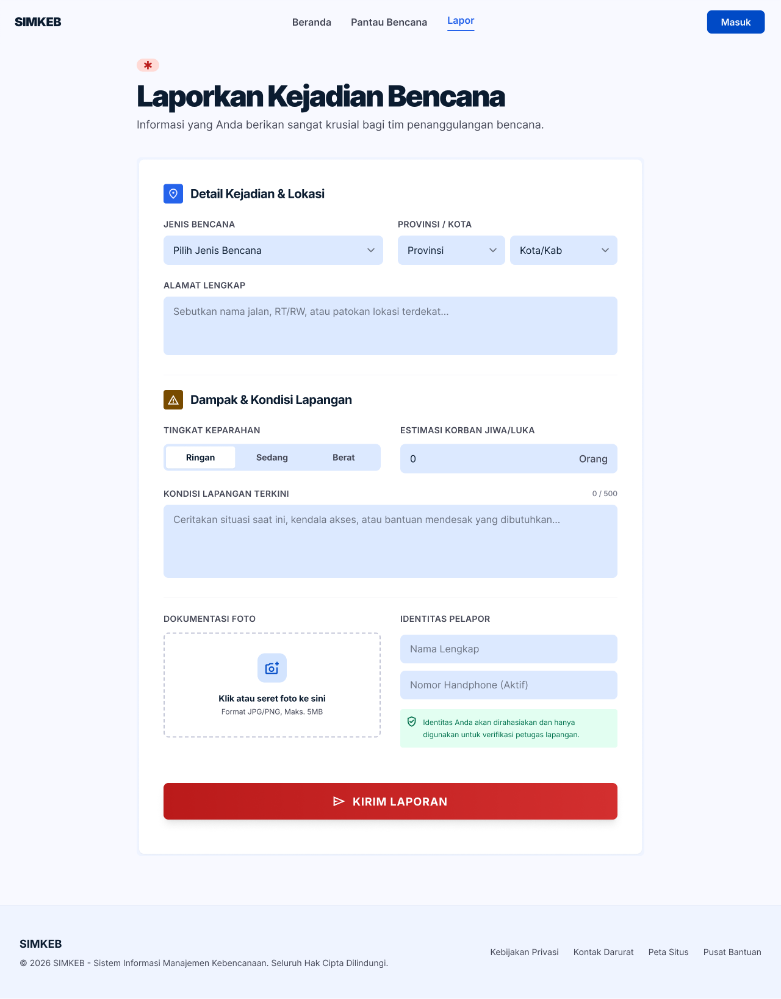 SIMKEB
Beranda
Pantau Bencana
Lapor
Masuk
Laporkan Kejadian Bencana
Informasi yang Anda berikan sangat krusial bagi tim penanggulangan bencana.
Detail Kejadian & Lokasi
JENIS BENCANA
PROVINSI / KOTA
Pilih Jenis Bencana
Provinsi
Kota/Kab
ALAMAT LENGKAP
Sebutkan nama jalan, RT/RW, atau patokan lokasi terdekat...
Dampak & Kondisi Lapangan
TINGKAT KEPARAHAN
ESTIMASI KORBAN JIWA/LUKA
Ringan
Sedang
Berat
0
Orang
KONDISI LAPANGAN TERKINI
0 / 500
Ceritakan situasi saat ini, kendala akses, atau bantuan mendesak yang dibutuhkan...
DOKUMENTASI FOTO
Klik atau seret foto ke sini
Format JPG/PNG, Maks. 5MB
IDENTITAS PELAPOR
Nama Lengkap
Nomor Handphone (Aktif)
Identitas Anda akan dirahasiakan dan hanya
digunakan untuk verifikasi petugas lapangan.
KIRIM LAPORAN
SIMKEB
© 2026 SIMKEB - Sistem Informasi Manajemen Kebencanaan. Seluruh Hak Cipta Dilindungi.
Kebijakan Privasi
Kontak Darurat
Peta Situs
Pusat Bantuan